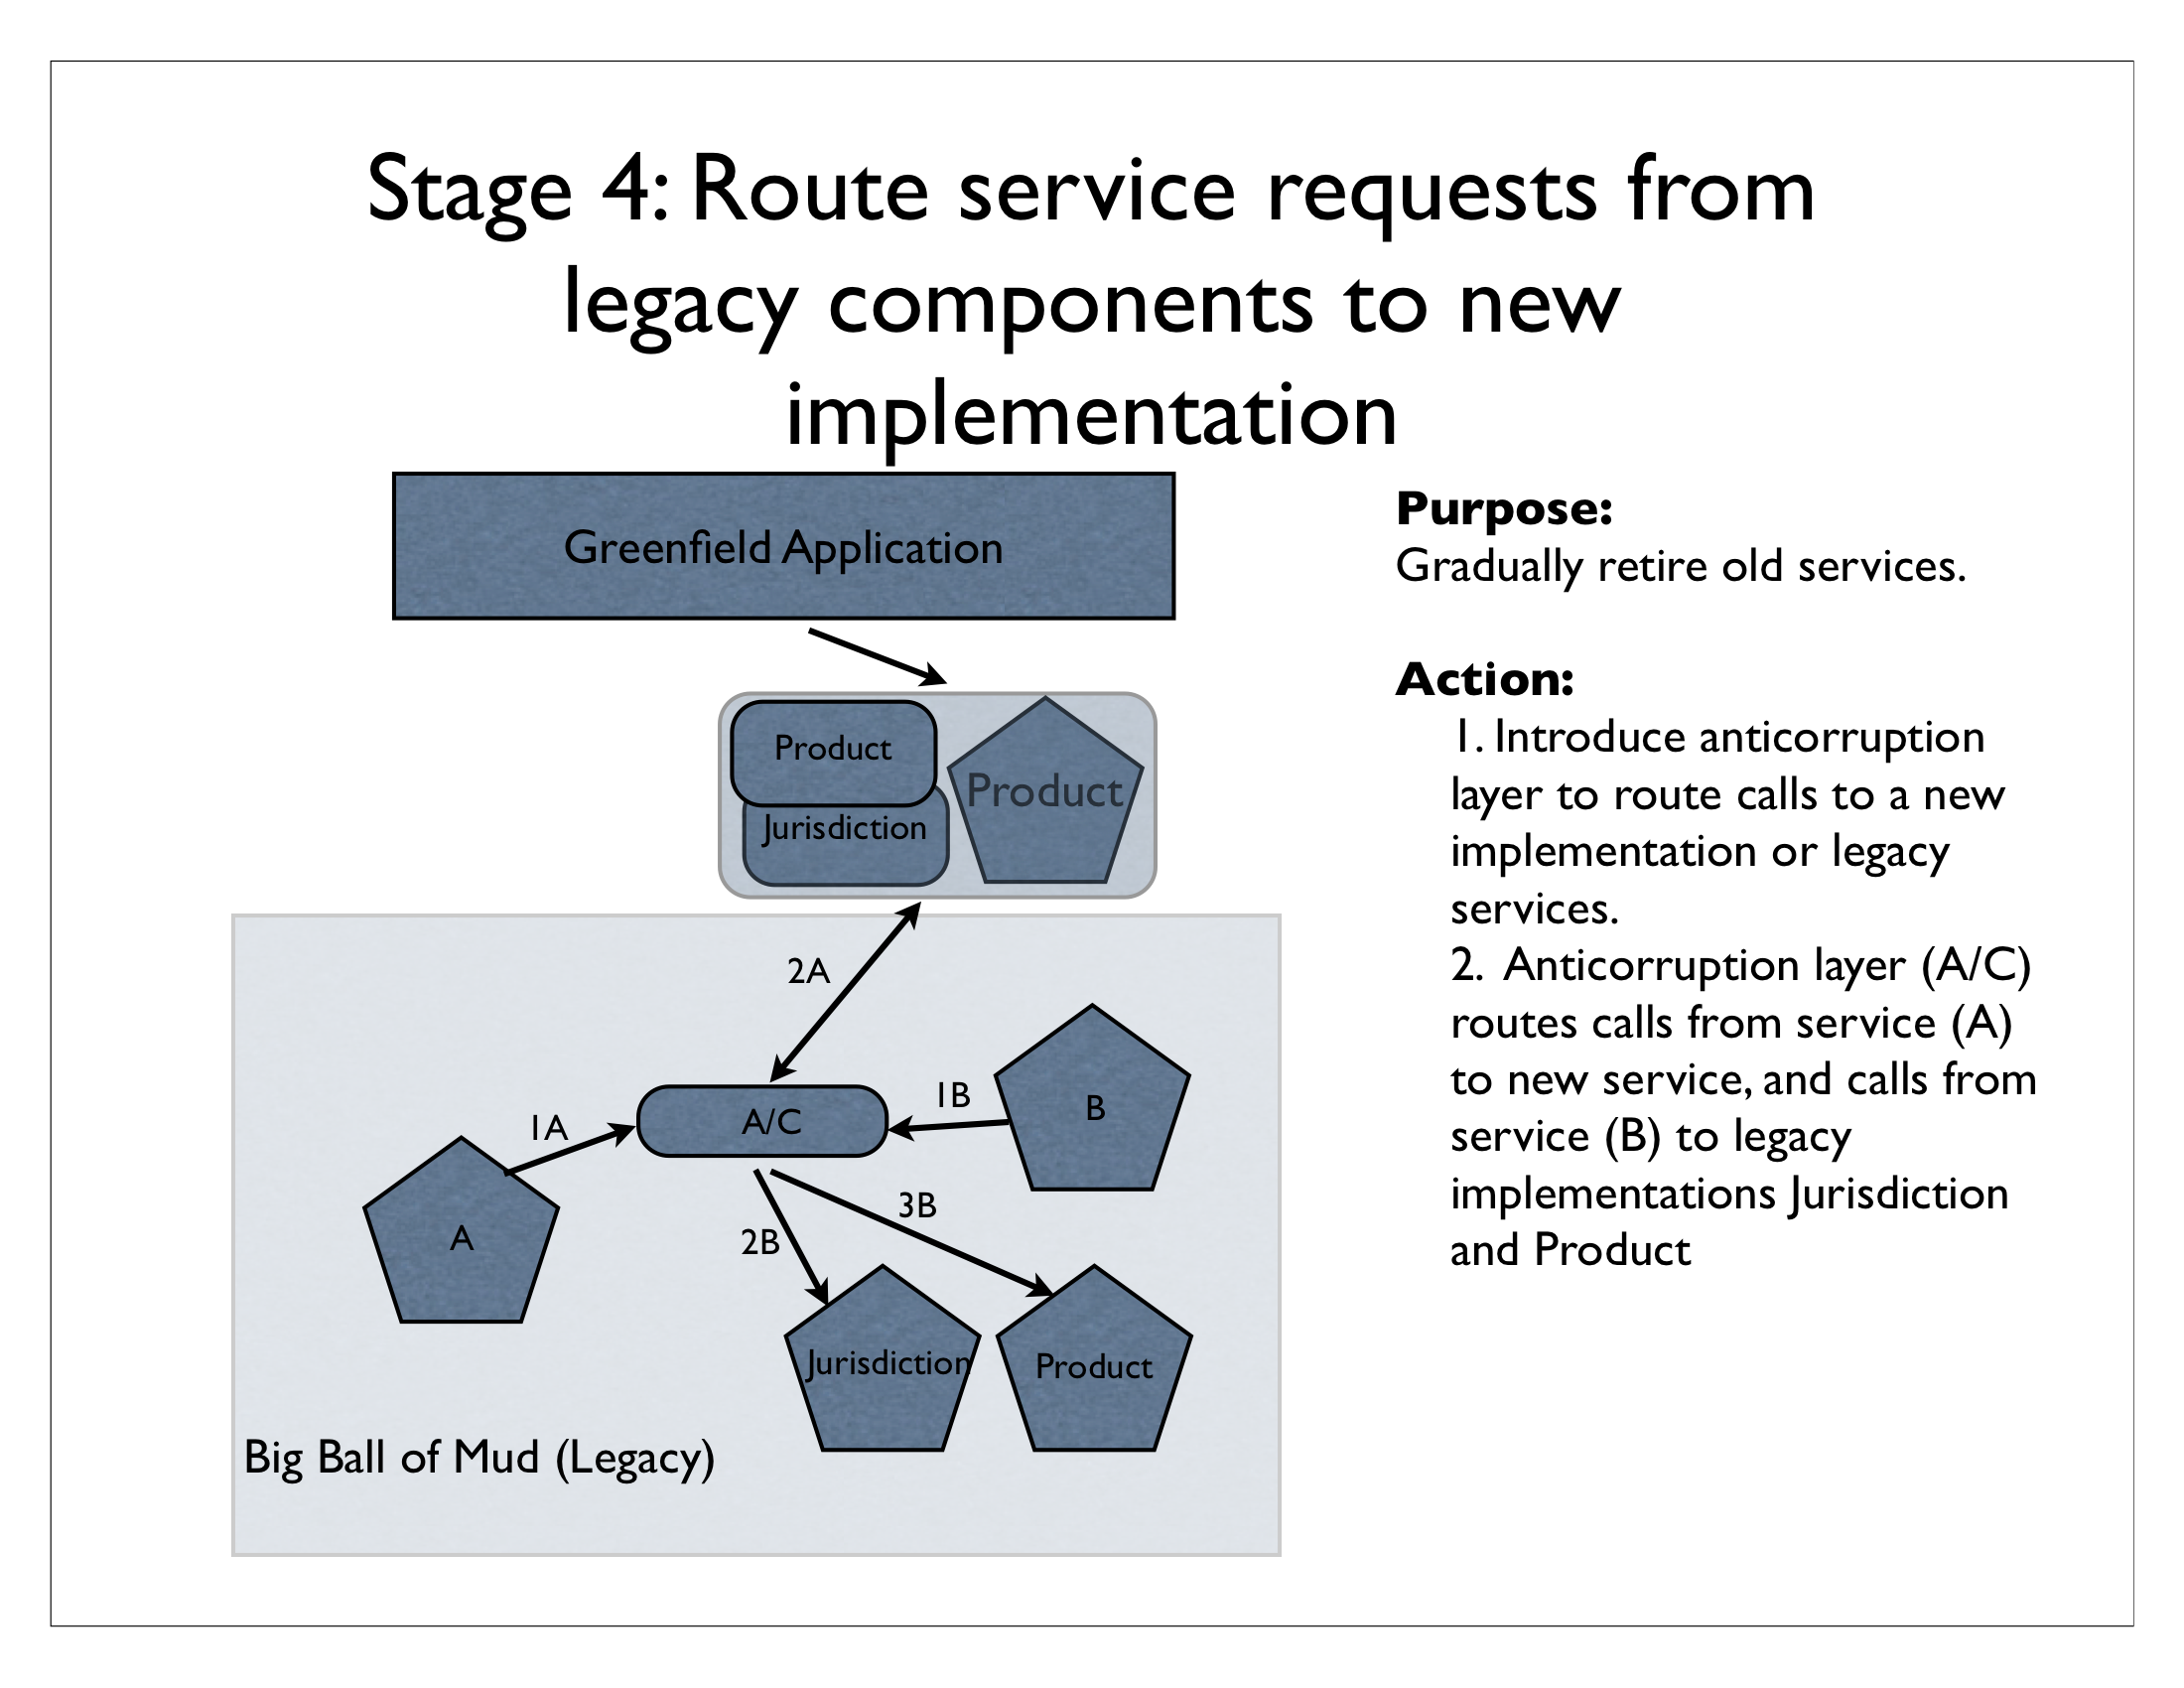 Stage 4: Route service requests from
legacy components to new
implementation
Greenfield Application
Product
Jurisdiction
Product
2A
1A
A/C
1B
B
A
2B
3B
Jurisdiction
Product
Big Ball of Mud (Legacy)
Purpose:
Gradually retire old services.
Action:
1. Introduce anticorruption
layer to route calls to a new
implementation or legacy
services.
2. Anticorruption layer (A/C)
routes calls from service (A)
to new service, and calls from
service (B) to legacy
implementations Jurisdiction
and Product